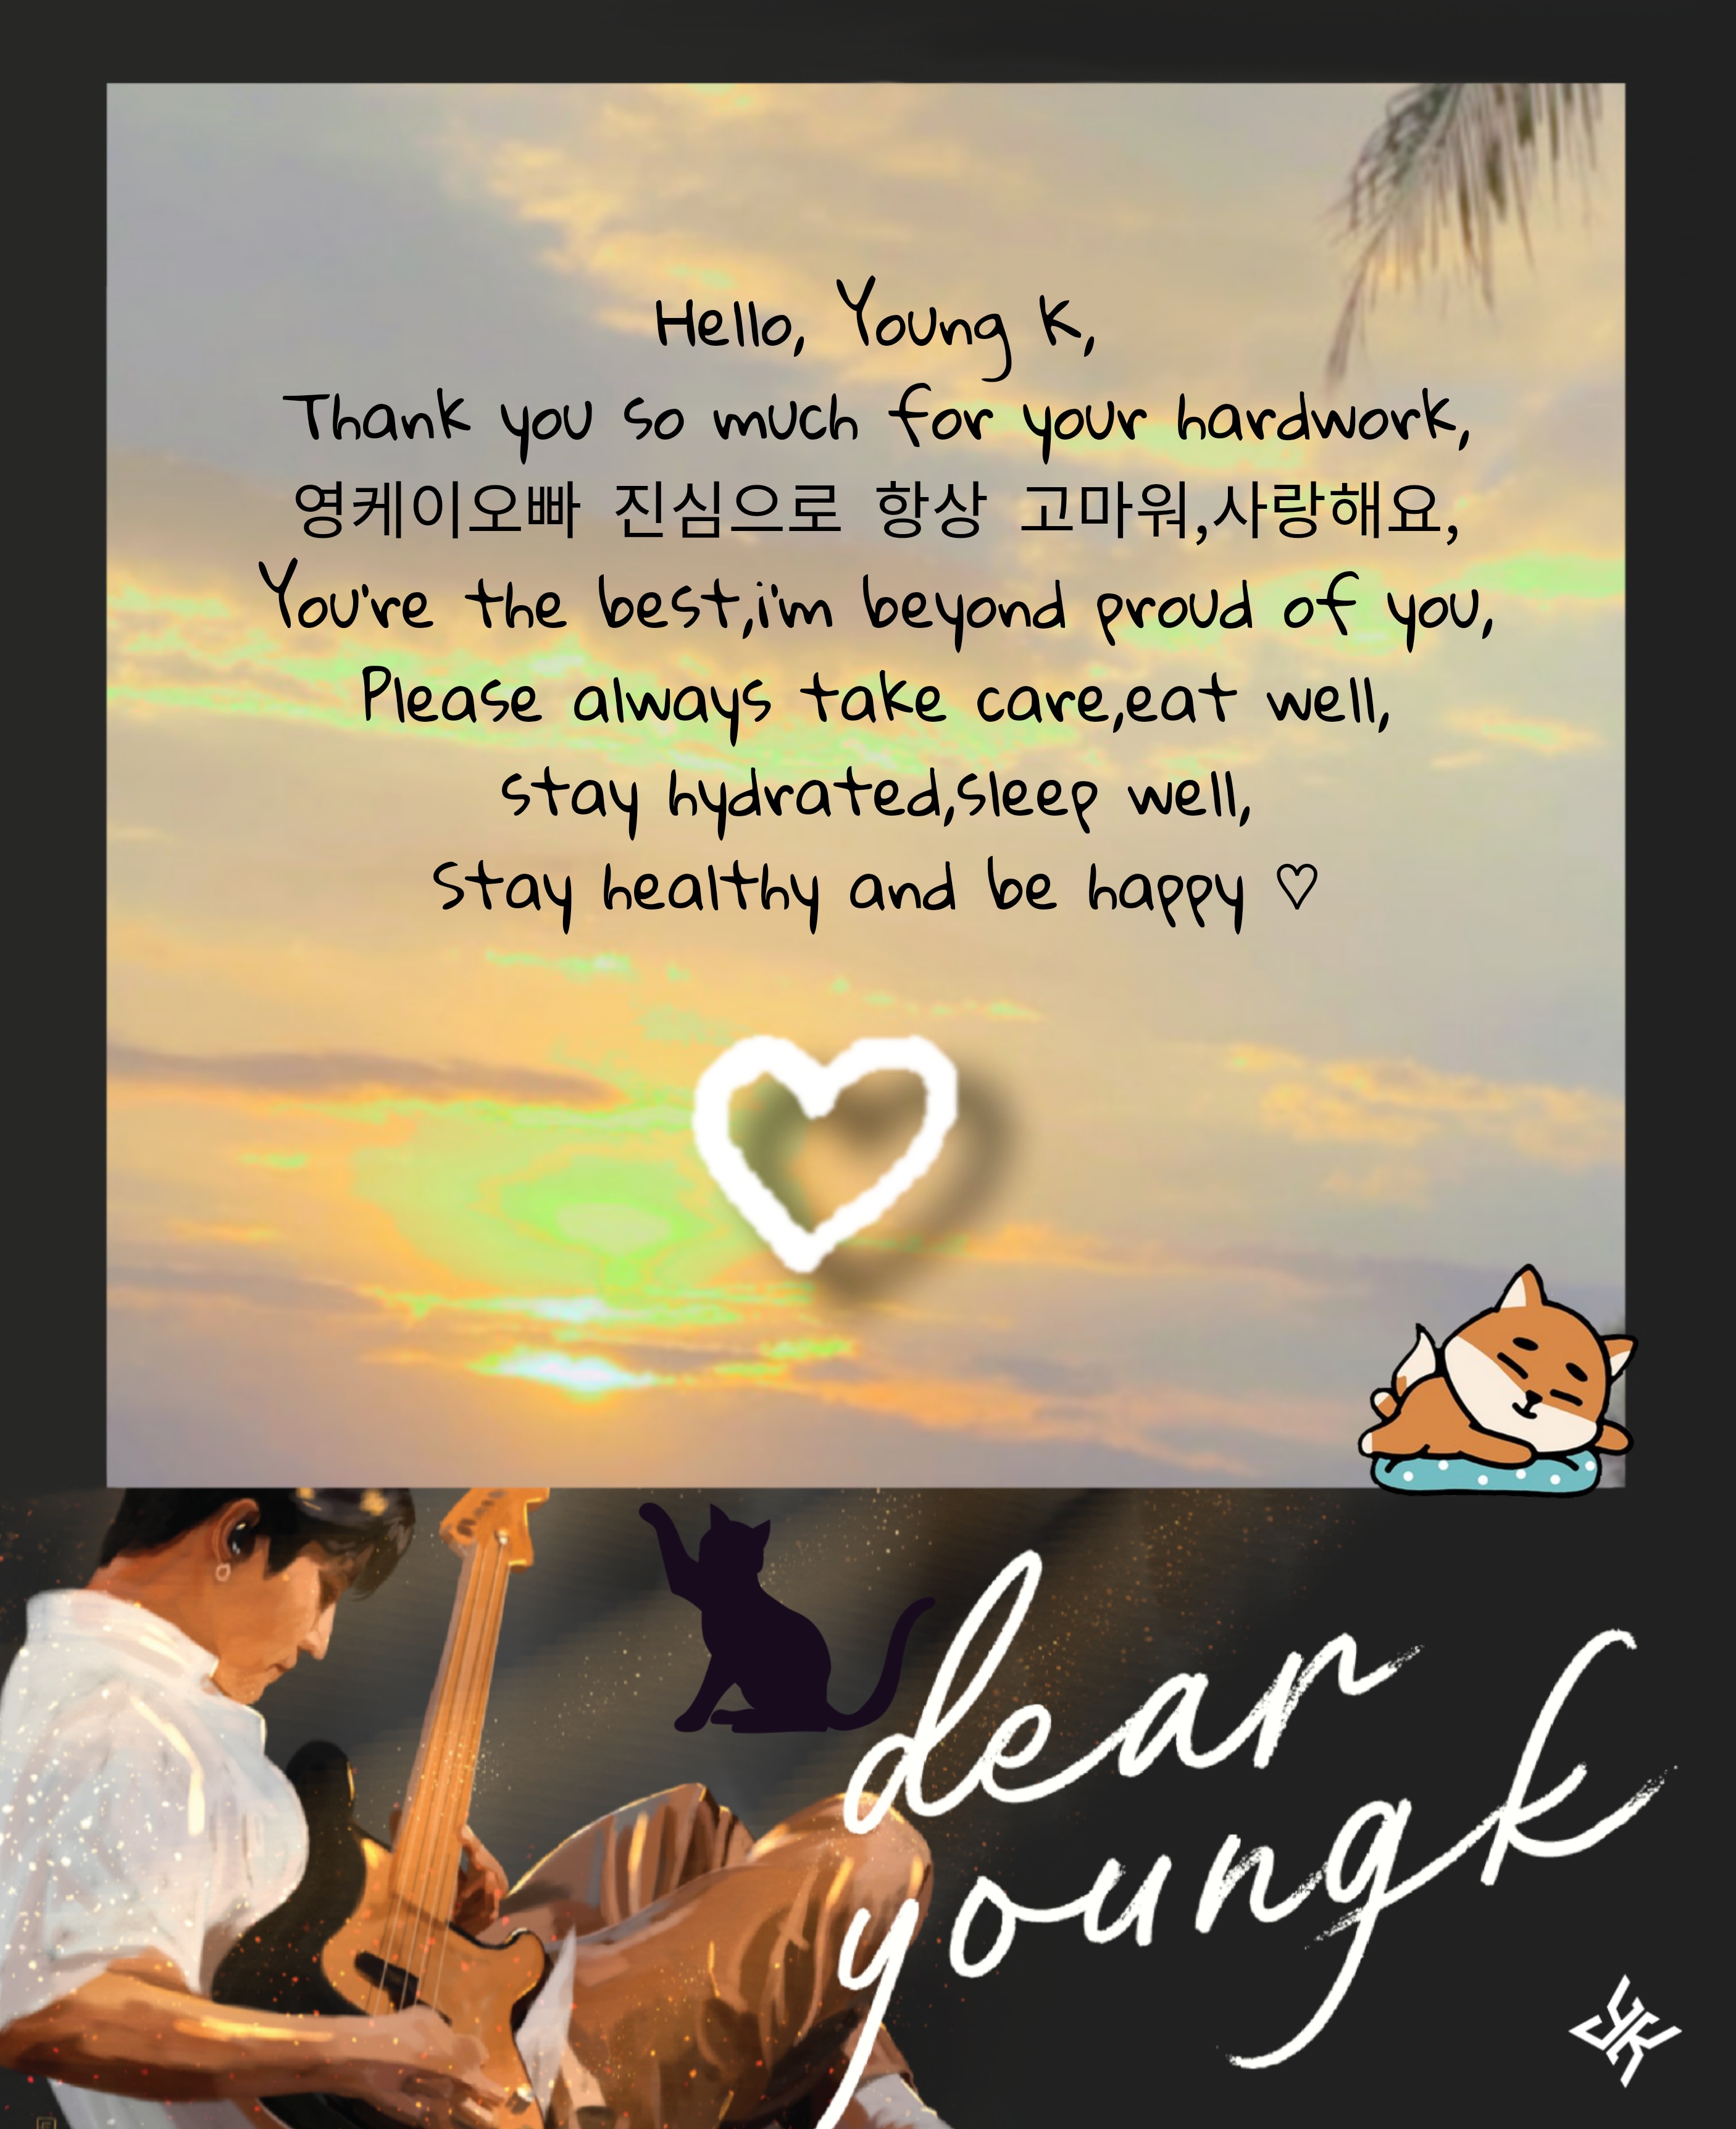 Hello, Young K,
Thank you so much for your hardwork,
영케이오빠 진심으로 항상 고마워,사랑해요,
You're the best,i'm beyond proud of you,
Please always take care,eat well,
stay hydrated,sleep well,
Stay healthy and be happy ♡
dear
youngk
YK